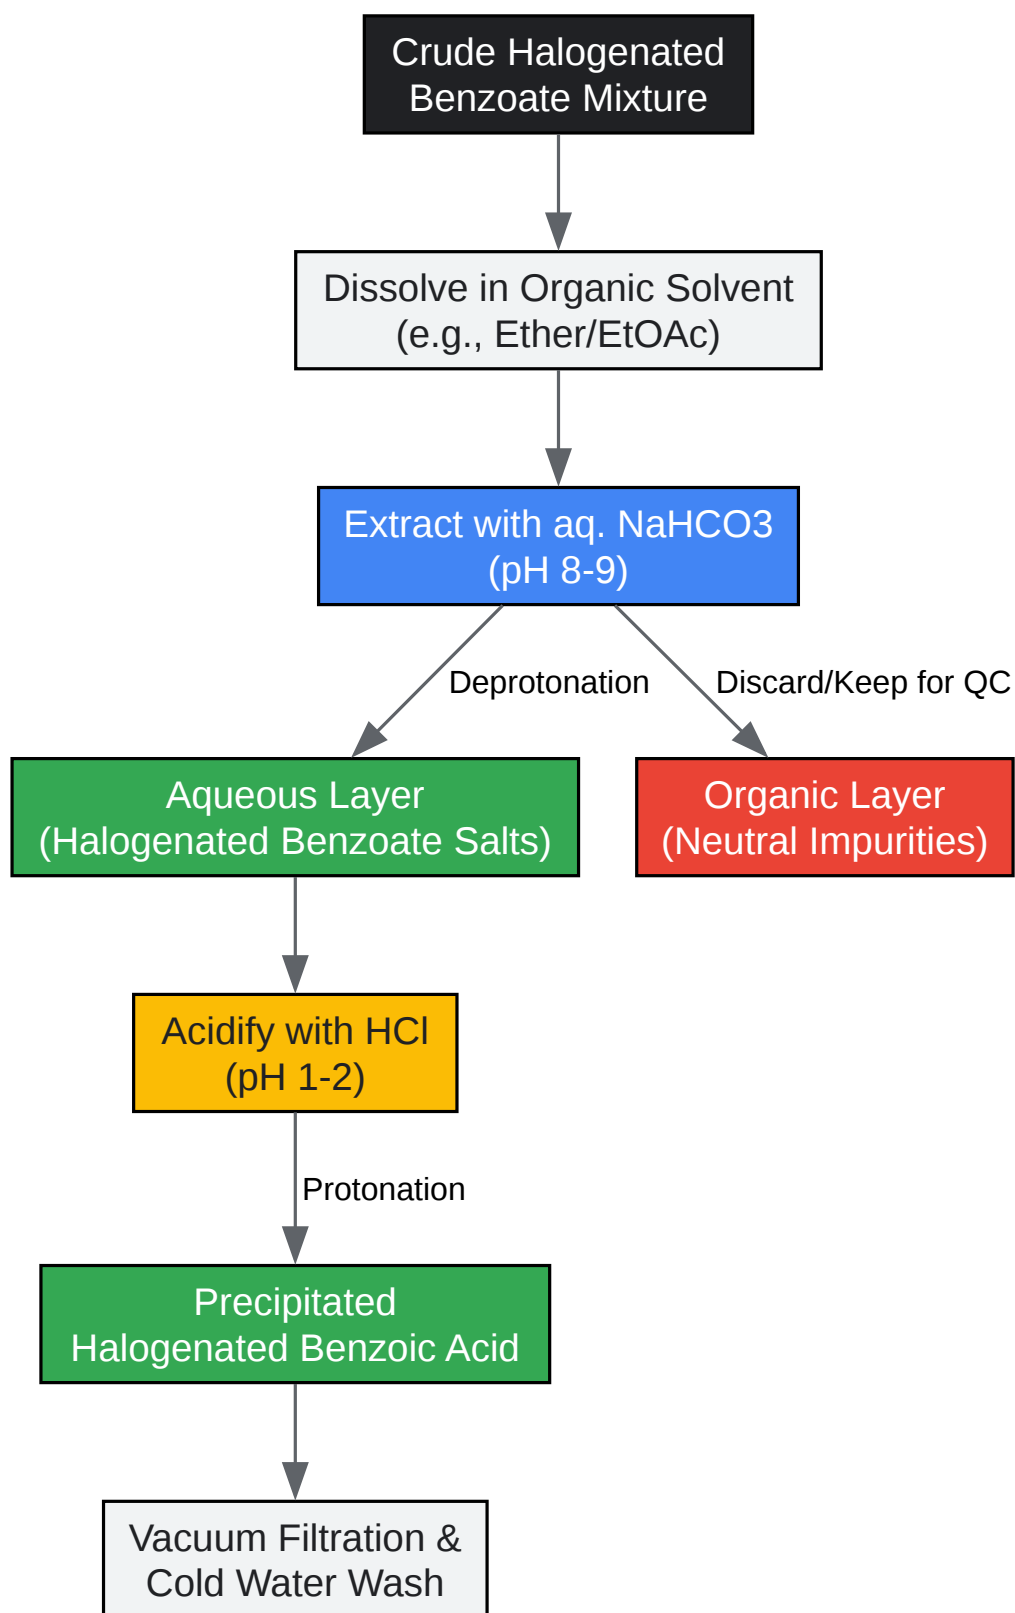 Crude Halogenated
Benzoate Mixture
Dissolve in Organic Solvent
(e.g., Ether/EtOAc)
Extract with aq. NaHCO3
(pH 8-9)
Deprotonation
Discard/Keep for QC
Aqueous Layer
(Halogenated Benzoate Salts)
Organic Layer
(Neutral Impurities)
Acidify with HCl
(pH 1-2)
Protonation
Precipitated
Halogenated Benzoic Acid
Vacuum Filtration &
Cold Water Wash